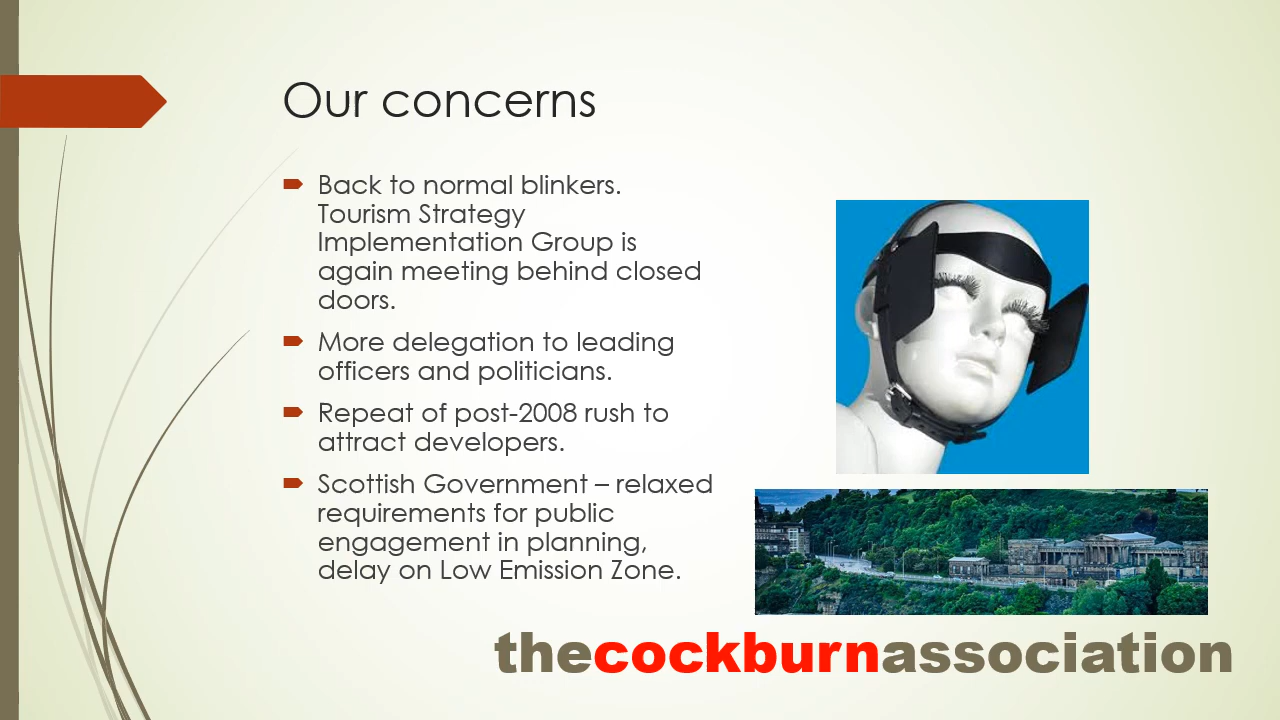 Our concerns
Back to normal blinkers.
Tourism Strategy
Implementation Group is
again meeting behind closed
doors.
More delegation to leading
officers and politicians.
Repeat of post-2008 rush to
attract developers.
Scottish Government – relaxed
requirements for public
engagement in planning,
delay on Low Emission Zone.
thecockburnassociation